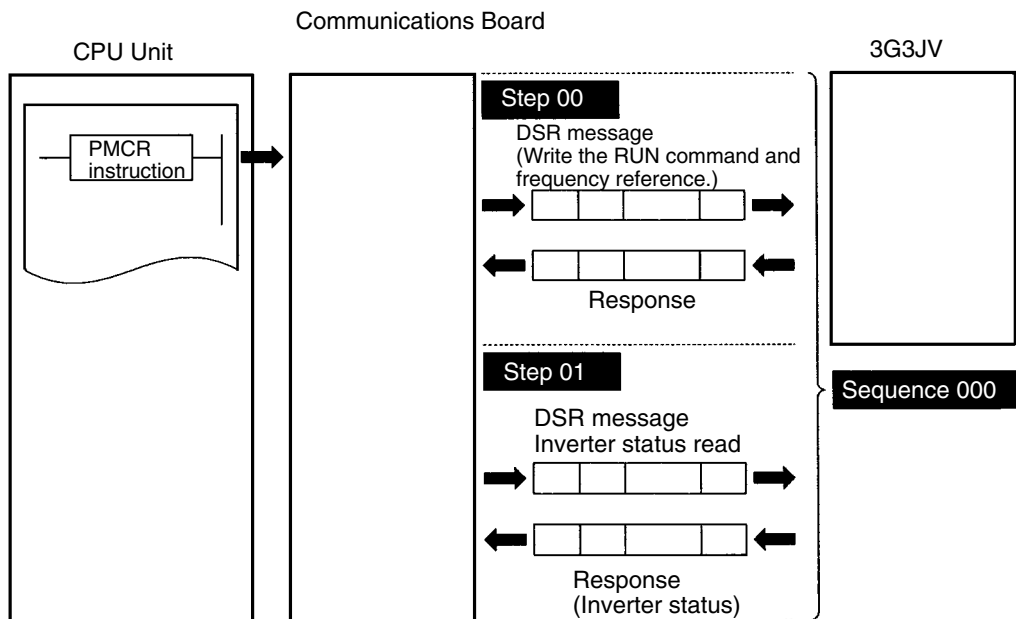 Communications Board
CPU Unit
3G3JV
PMCR
instruction
Step 00
DSR message
(Write the RUN command and
frequency reference.)
Response
Step 01
DSR message
Inverter status read
Response
(Inverter status)
Sequence 000